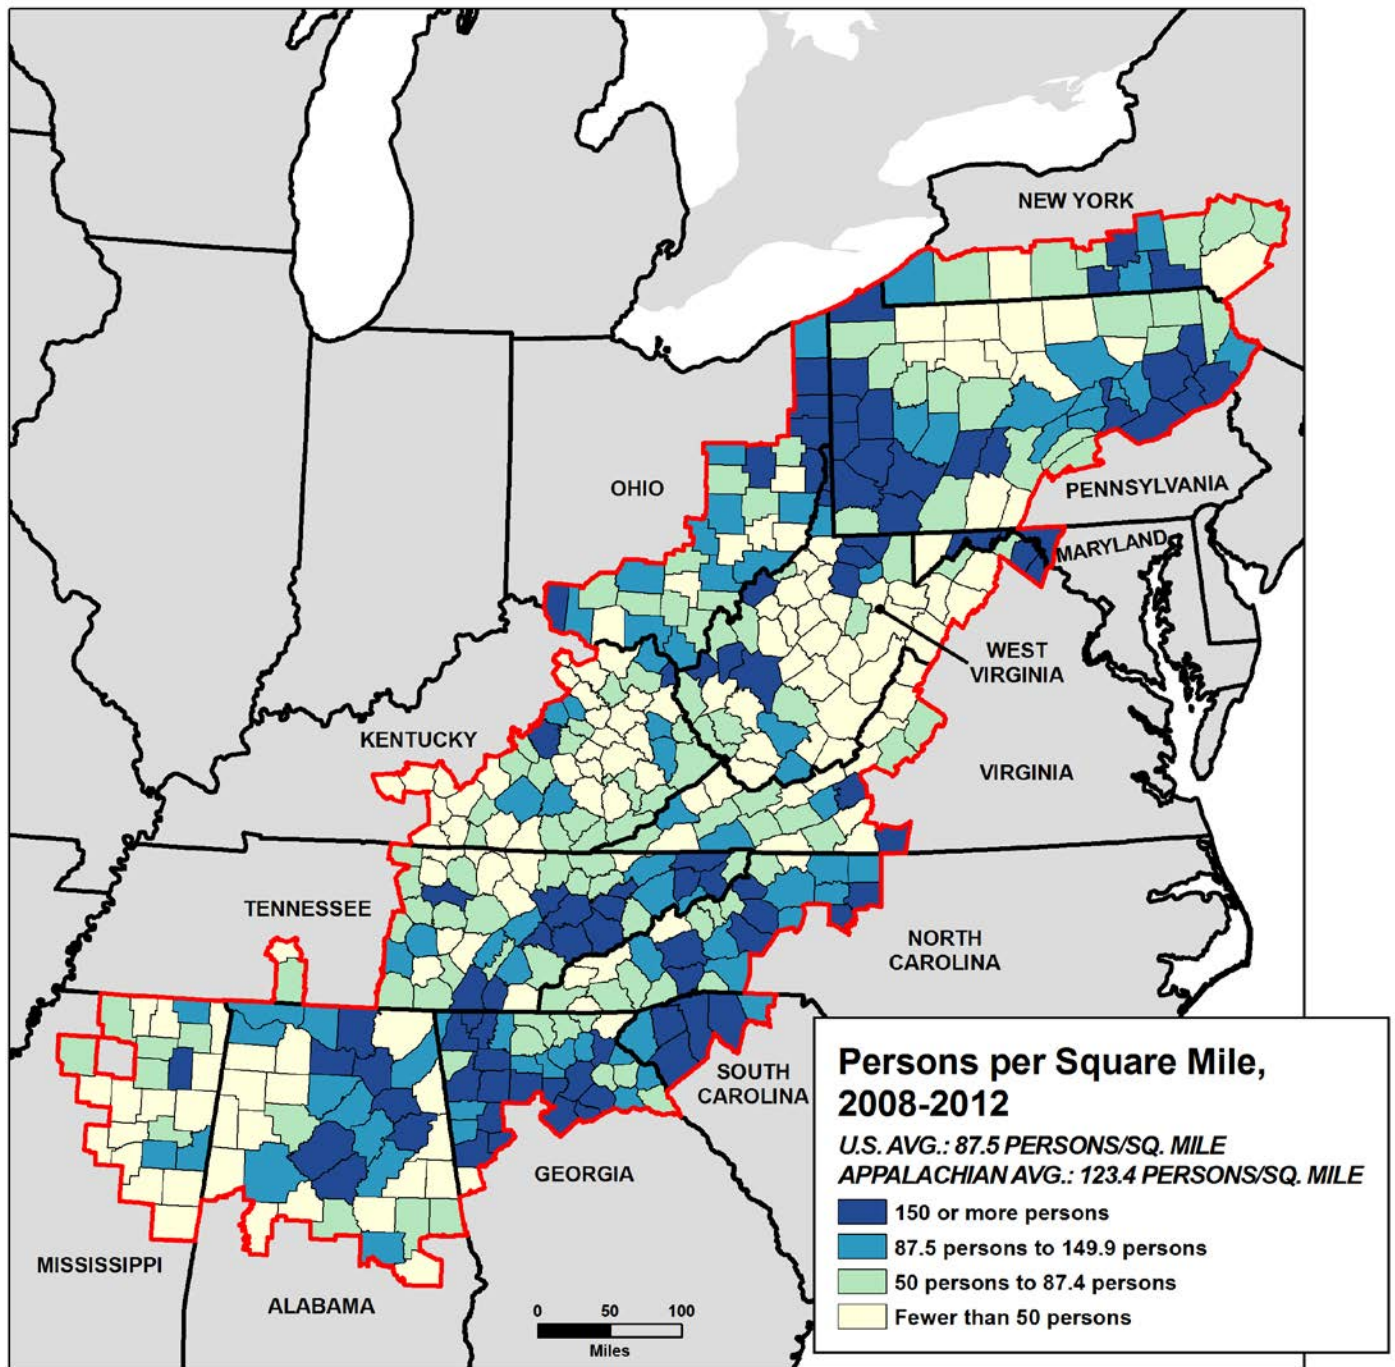 NEW YORK
OHIO
PENNSYLVANIA
MARYLAND
WEST
VIRGINIA
KENTUCKY
VIRGINIA
TENNESSEE
NORTH
CAROLINA
SOUTH
CAROLINA
GEORGIA
MISSISSIPPI
ALABAMA
0 50 100
Miles
Persons per Square Mile,
2008-2012
U.S. AVG.: 87.5 PERSONS/SQ. MILE
APPALACHIAN AVG.: 123.4 PERSONS/SQ. MILE
150 or more persons
87.5 persons to 149.9 persons
50 persons to 87.4 persons
Fewer than 50 persons